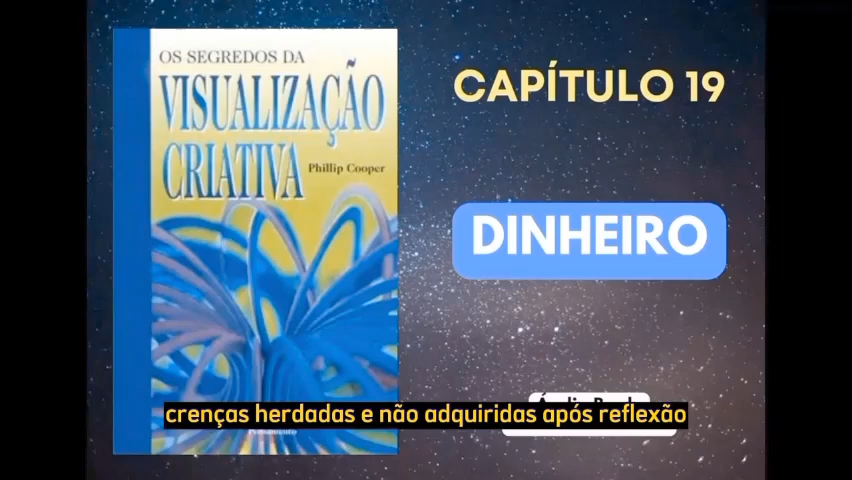 OS SEGREDOS DA
VISUALIZAÇÃO
CRIATIVA
Phillip Cooper
CAPÍTULO 19
DINHEIRO
crenças herdadas e não adquiridas após reflexão